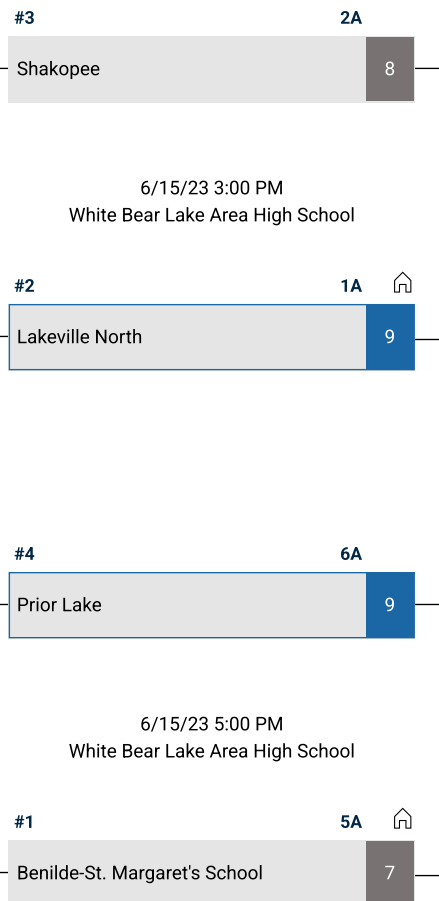 #3 2A
Shakopee 8
6/15/23 3:00 PM
White Bear Lake Area High School
#2 1A
Lakeville North 9
#4 6A
Prior Lake 9
6/15/23 5:00 PM
White Bear Lake Area High School
#1 5A
Benilde-St. Margaret's School 7